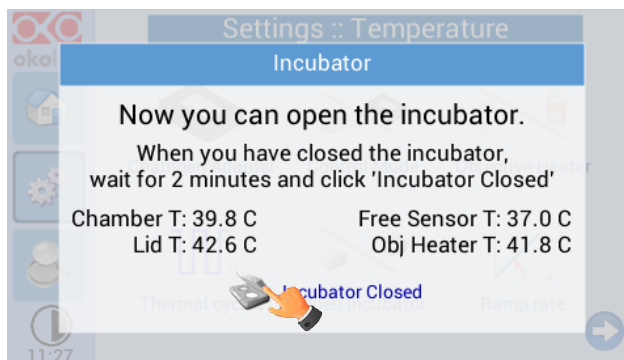 Settings :: Temperature
Incubator
Now you can open the incubator.
When you have closed the incubator,
wait for 2 minutes and click 'Incubator Closed'
Chamber T: 39.8 C
Free Sensor T: 37.0 C
Lid T: 42.6 C
Obj Heater T: 41.8 C
Incubator Closed
Ramp rate
11:27